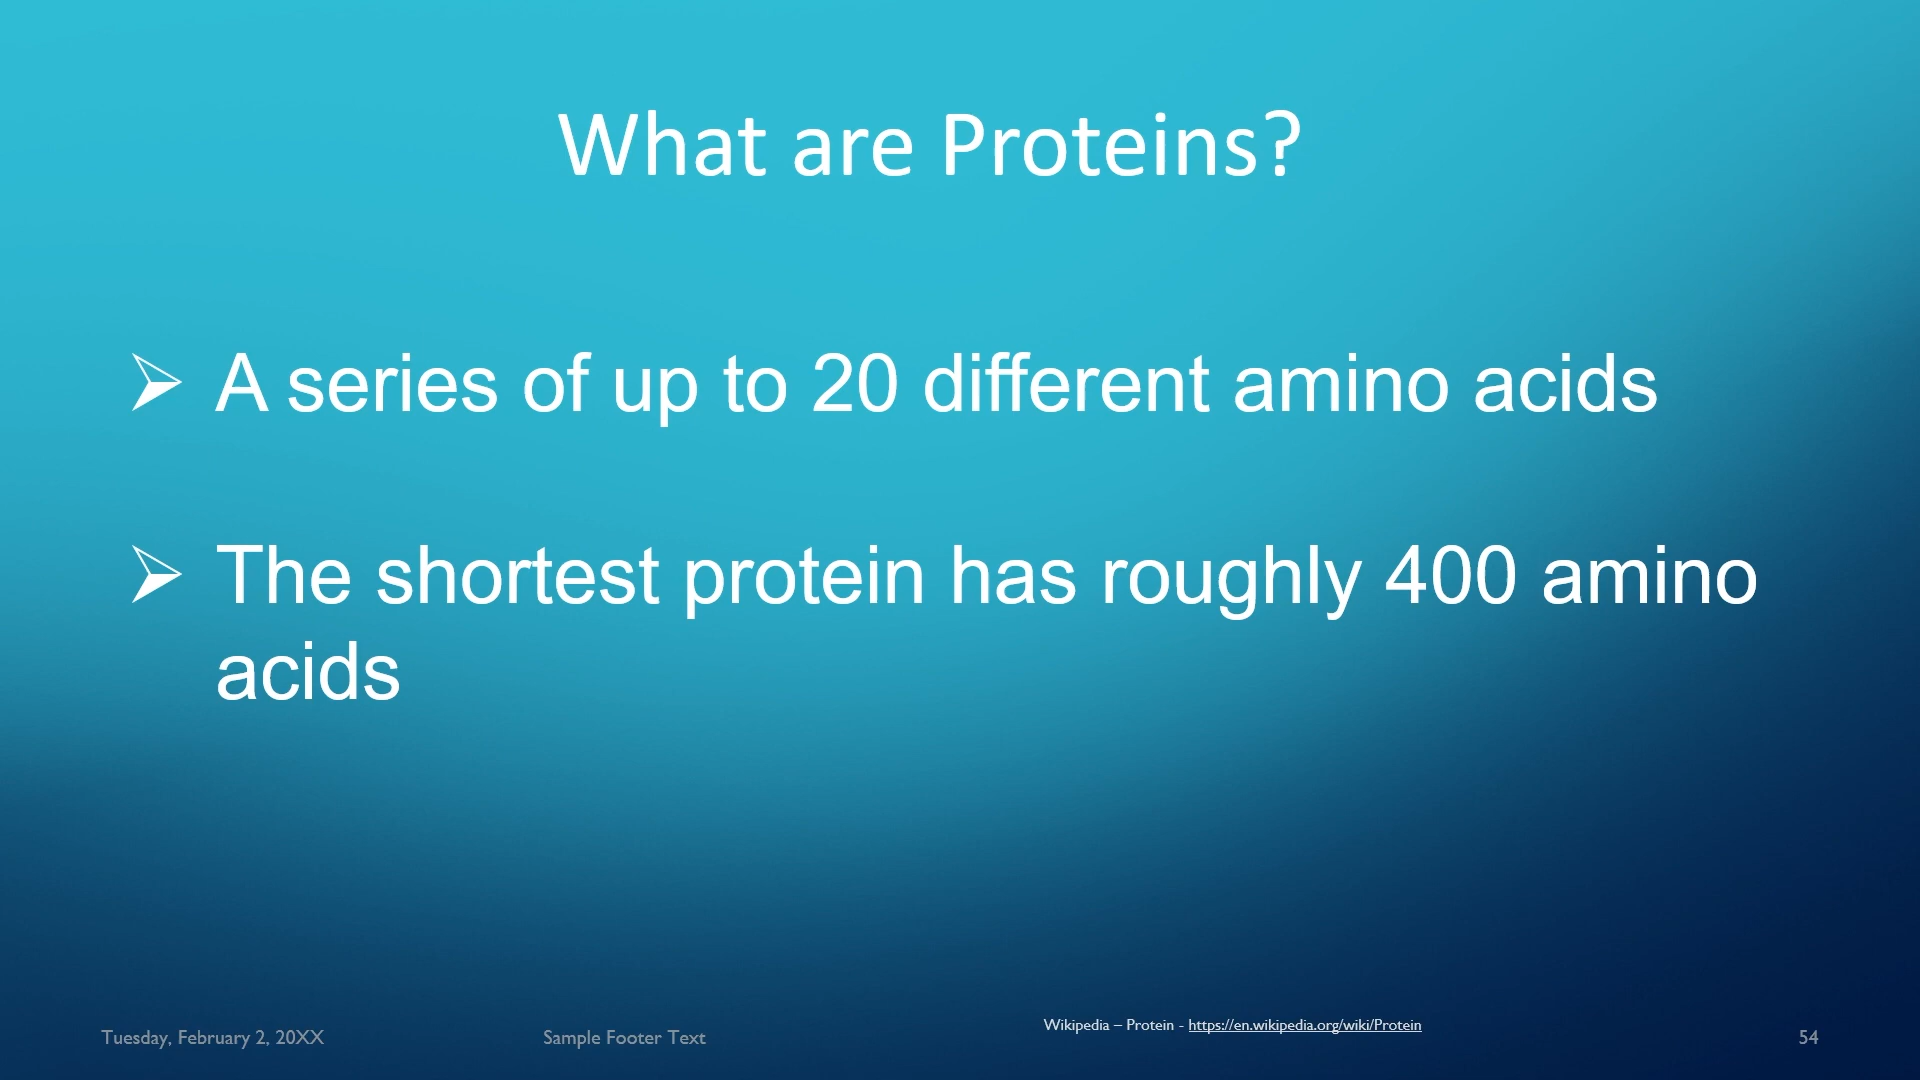 What are Proteins?
➢ A series of up to 20 different amino acids
➢ The shortest protein has roughly 400 amino
acids
Wikipedia – Protein - https://en.wikipedia.org/wiki/Protein
Tuesday, February 2, 20XX
Sample Footer Text
54